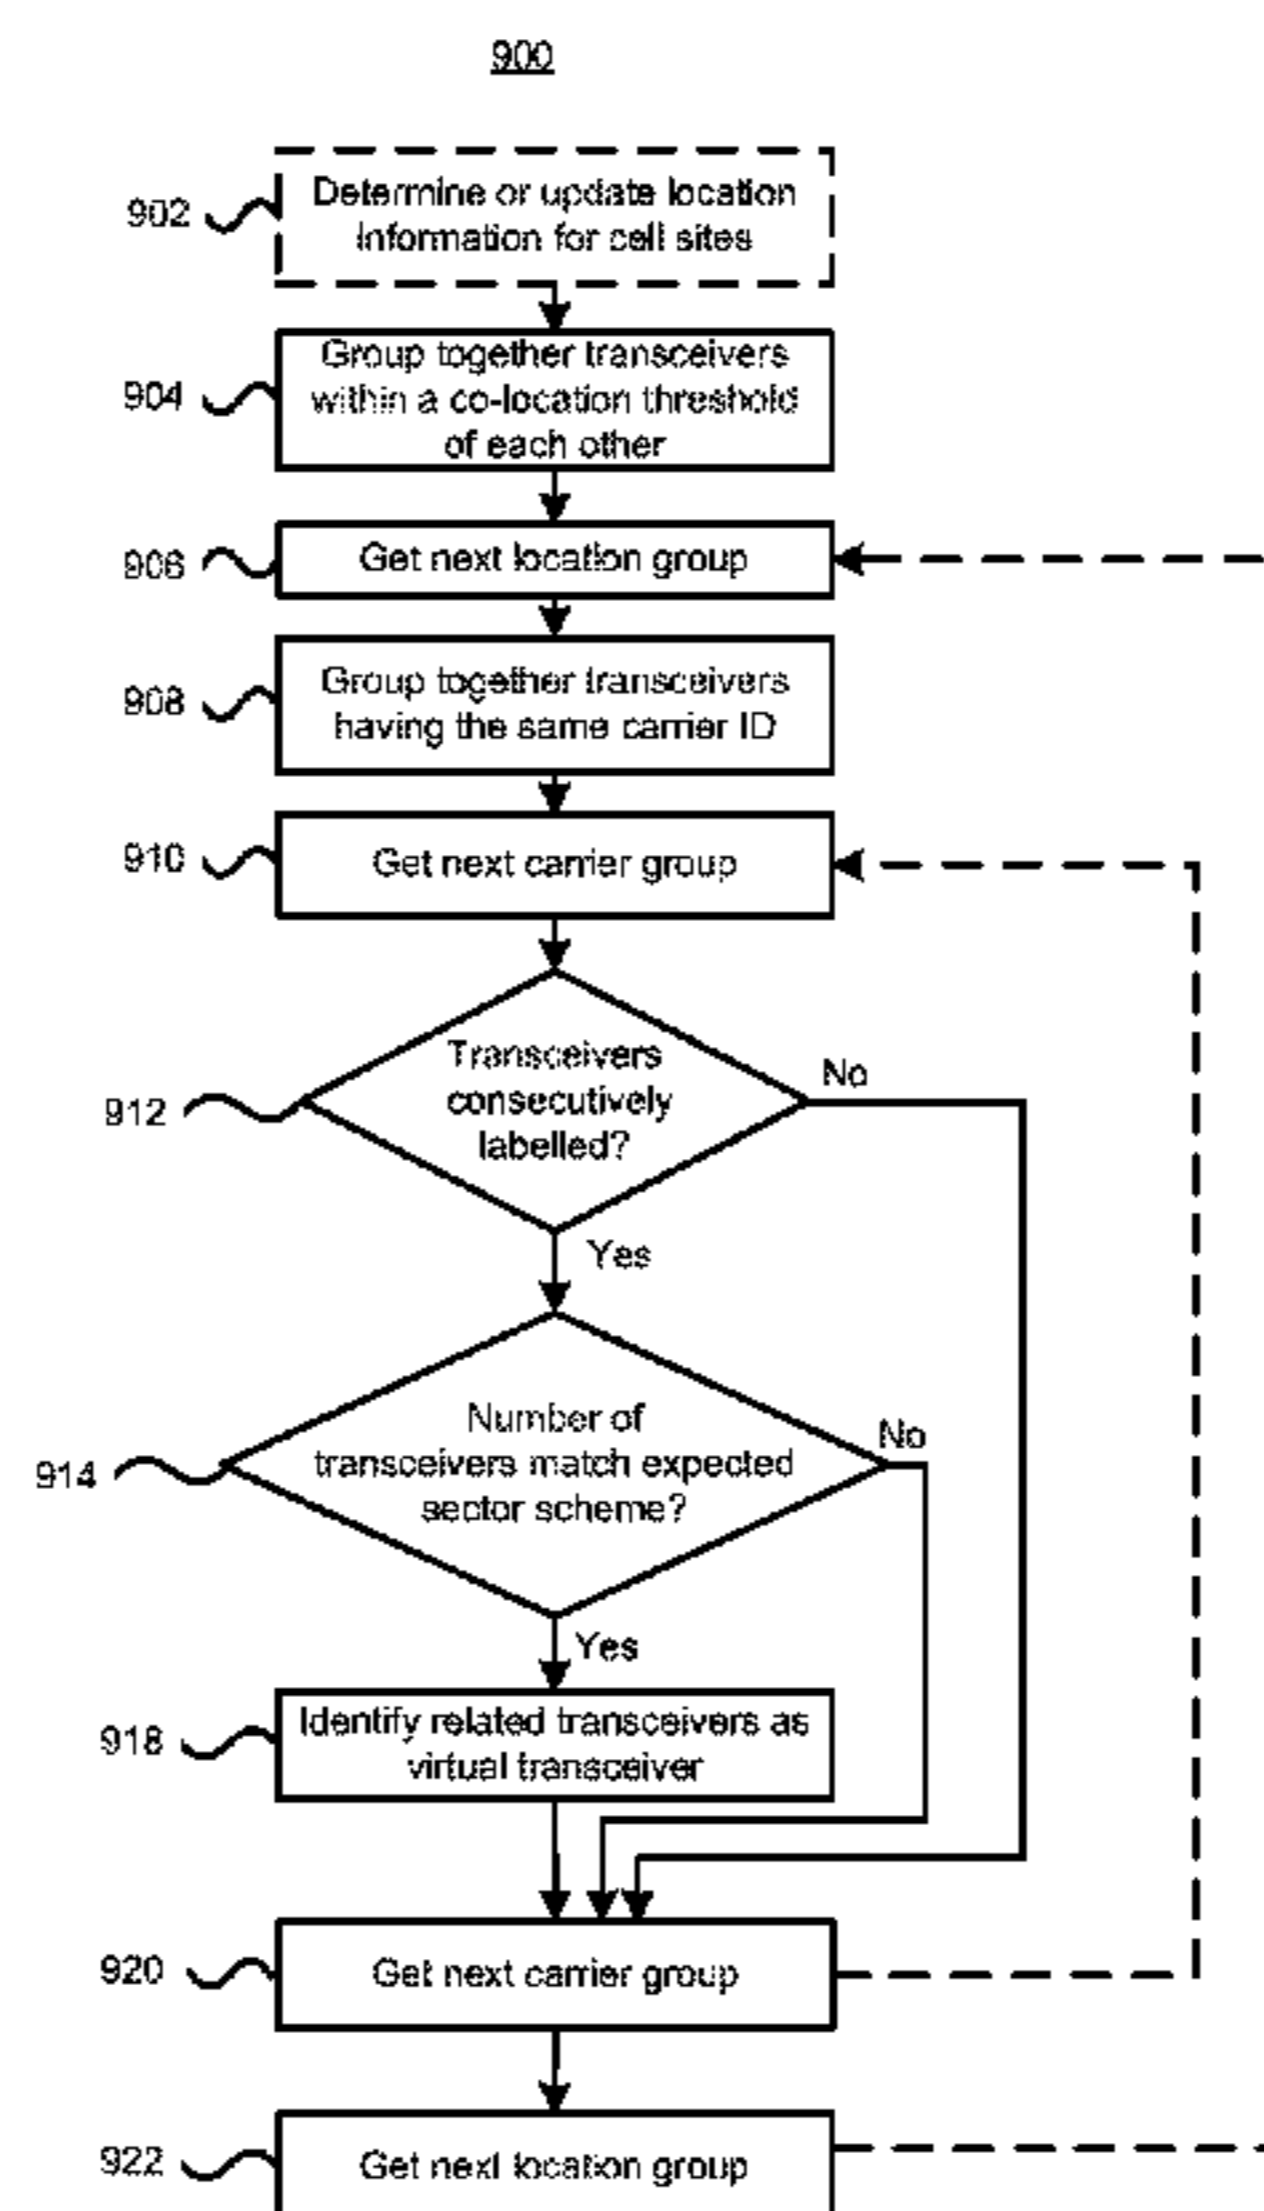 900
902
Determine or update location
information for cell sites
904
Group together transceivers
within a co-location threshold
of each other
906
Get next location group
908
Group together transceivers
having the same carrier ID
910
Get next carrier group
912
Transceivers
consecutively
labelled?
No
Yes
914
Number of
transceivers match expected
sector scheme?
No
Yes
918
Identify related transceivers as
virtual transceiver
920
Get next carrier group
922
Get next location group